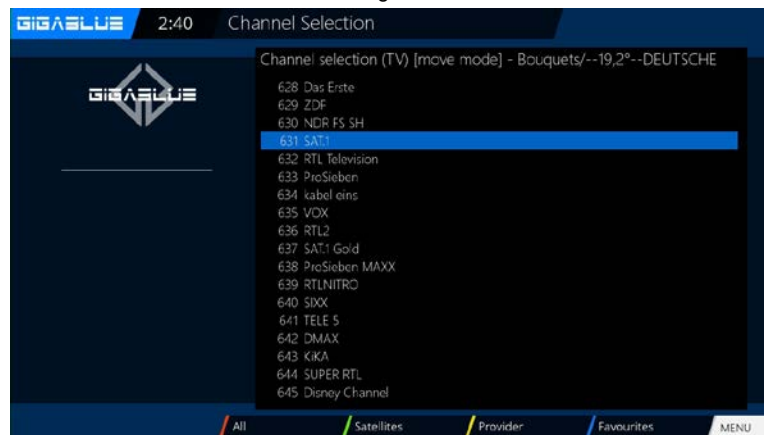 GIGABLUE 2:40 Channel Selection
Channel selection (TV) [move mode] - Bouquets/--19,2°--DEUTSCHE
GIGABLUE
628 Das Erste
629 ZDF
630 NDR FS SH
631 SAT.1
632 RTL Television
633 ProSieben
634 kabel eins
635 VOX
636 RTL2
637 SAT.1 Gold
638 ProSieben MAXX
639 RTLNITRO
640 SIXX
641 TELE 5
642 DMAX
643 KiKA
644 SUPER RTL
645 Disney Channel
All Satellites Provider Favourites MENU